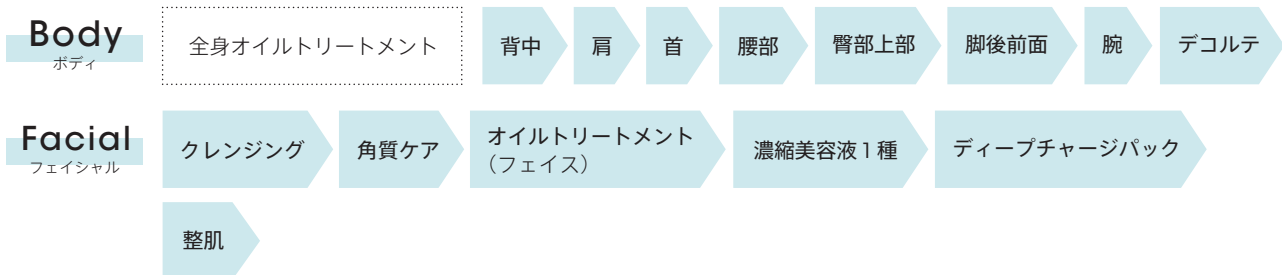 Body
ボディ
全身オイルトリートメント
背中
肩
首
腰部
臀部上部
脚後前面
腕
デコルテ
Facial
フェイシャル
クレンジング
角質ケア
オイルトリートメント
（フェイス）
濃縮美容液1種
ディープチャージパック
整肌